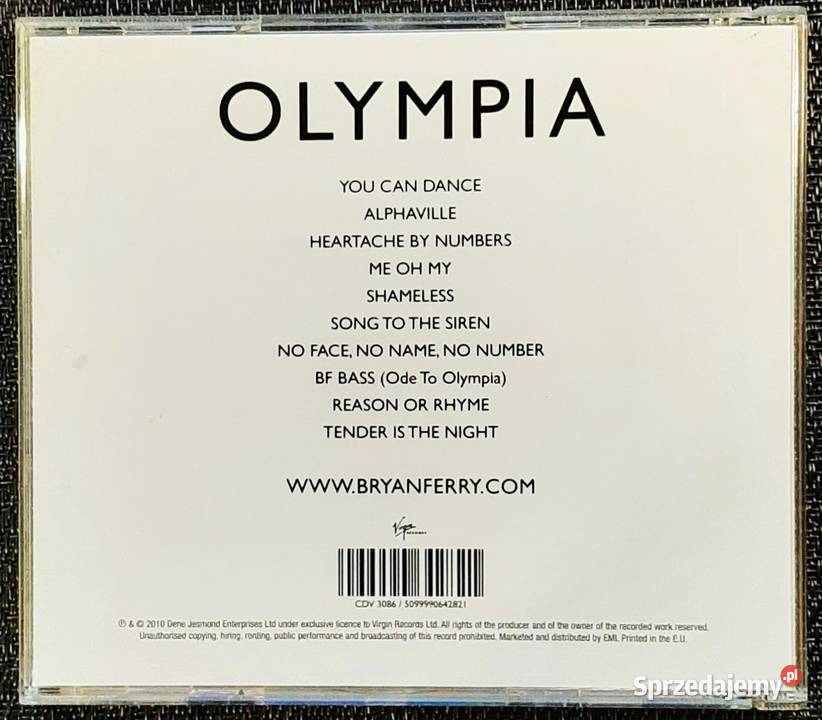 OLYMPIA
YOU CAN DANCE
ALPHAVILLE
HEARTACHE BY NUMBERS
ME OH MY
SHAMELESS
SONG TO THE SIREN
NO FACE, NO NAME, NO NUMBER
BF BASS (Ode To Olympia)
REASON OR RHYME
TENDER IS THE NIGHT
WWW.BRYANFERRY.COM
Virgin
RECORDS
CDV 3086 / 5099990642821
℗ & © 2010 Dene Jesmond Enterprises Ltd under exclusive licence to Virgin Records Ltd. All rights of the producer and of the owner of the recorded work reserved.
Unauthorised copying, hiring, renting, public performance and broadcasting of this record prohibited. Marketed and distributed by EMI. Printed in the E.U.
Sprzedajemy.pl